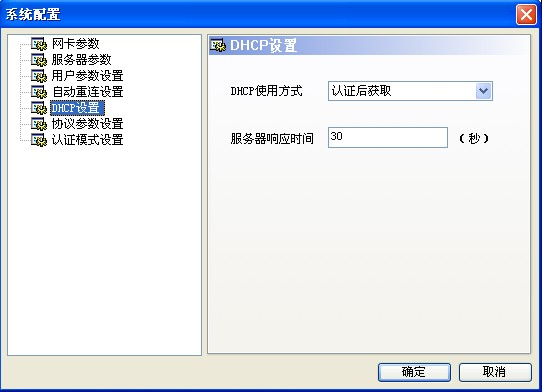 系统配置
网卡参数
服务器参数
用户参数设置
自动重连设置
DHCP设置
协议参数设置
认证模式设置
DHCP设置
DHCP使用方式 认证后获取
服务器响应时间 30 （秒）
确定 取消